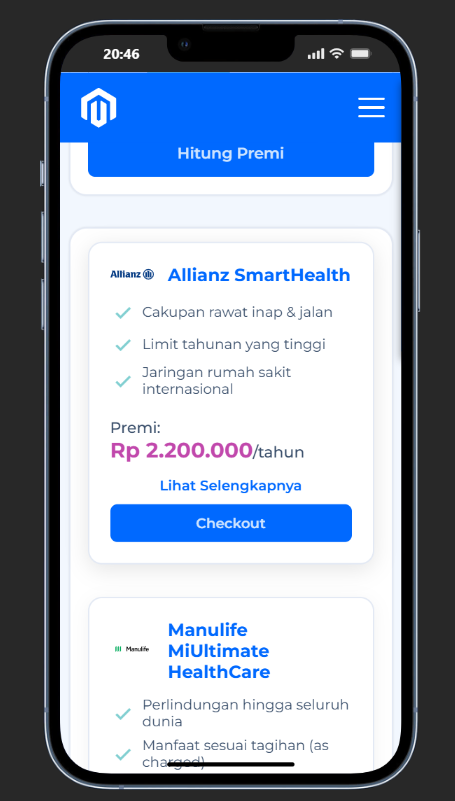 20:46
Hitung Premi
Allianz
Allianz SmartHealth
Cakupan rawat inap & jalan
Limit tahunan yang tinggi
Jaringan rumah sakit
internasional
Premi:
Rp 2.200.000/tahun
Lihat Selengkapnya
Checkout
Manulife
Manulife
MiUltimate
HealthCare
Perlindungan hingga seluruh
dunia
Manfaat sesuai tagihan (as
charged)